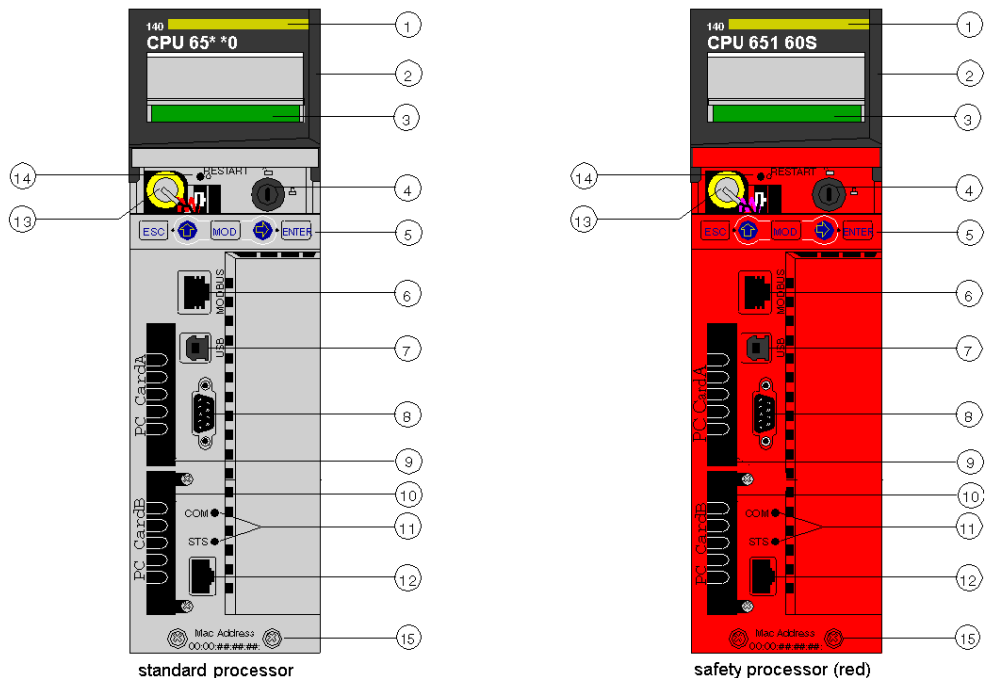 140
CPU 65* *0
RESTART
ESC
MOD
ENTER
MODBUS
USB
PC CardA
PC CardB
COM
STS
Mac Address
00:00:##:##:##:
standard processor
1
2
3
4
5
6
7
8
9
10
11
12
15
14
13
140
CPU 651 60S
RESTART
ESC
MOD
ENTER
MODBUS
USB
PC CardA
PC CardB
COM
STS
Mac Address
00:00:##:##:##:
safety processor (red)
1
2
3
4
5
6
7
8
9
10
11
12
15
14
13